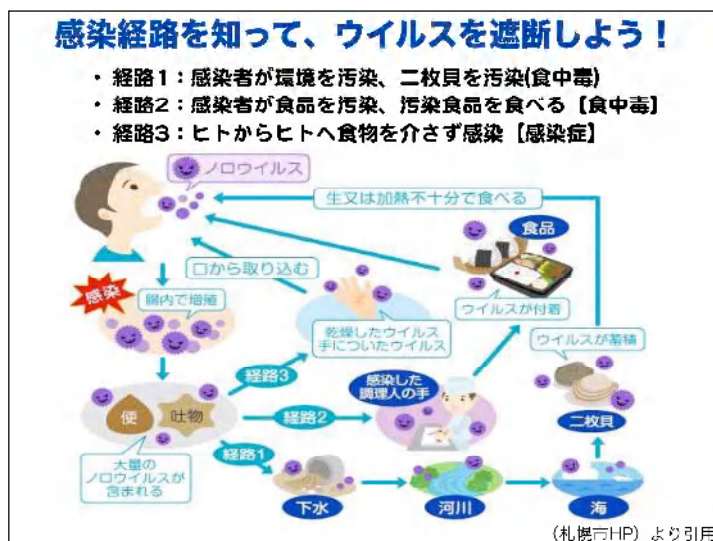 感染経路を知って、ウイルスを遮断しよう！
・ 経路1：感染者が環境を汚染、二枚貝を汚染(食中毒)
・ 経路2：感染者が食品を汚染、汚染食品を食べる【食中毒】
・ 経路3：ヒトからヒトへ食物を介さず感染【感染症】
ノロウイルス
生又は加熱不十分で食べる
食品
口から取り込む
感染
腸内で増殖
乾燥したウイルス
手についたウイルス
ウイルスが付着
ウイルスが蓄積
経路3
感染した
調理人の手
便
吐物
経路2
二枚貝
大量の
ノロウイルスが
含まれる
経路1
下水
河川
海
（札幌市HP）より引用